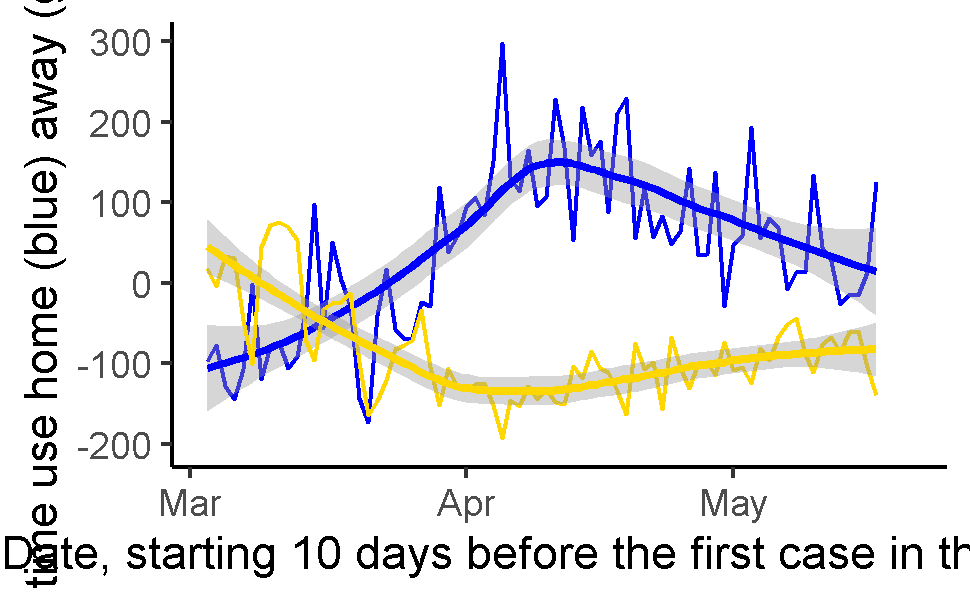 time use home (blue) away (
300
200
100
0
-100
-200
Mar Apr May
Date, starting 10 days before the first case in th